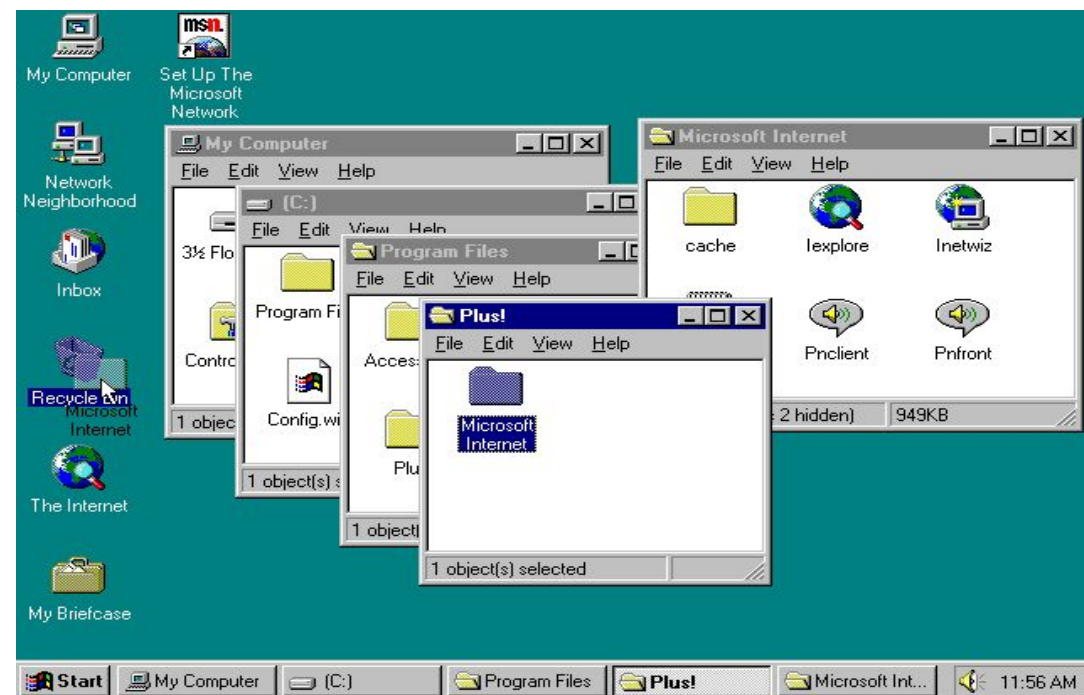 My Computer
msn.
Set Up The
Microsoft
Network
Network
Neighborhood
Inbox
Recycle Bin
Microsoft
Internet
The Internet
My Briefcase
My Computer
File Edit View Help
3½ Flo
Contro
1 objec
(C:)
File Edit View Help
Program Fi
Config.wi
1 object(s) s
Program Files
File Edit View Help
Access
Plu
1 object(
Plus!
File Edit View Help
Microsoft
Internet
1 object(s) selected
Microsoft Internet
File Edit View Help
cache Iexplore Inetwiz
Pnclient Pnfront
2 hidden) 949KB
Start My Computer (C:) Program Files Plus! Microsoft Int... 11:56 AM